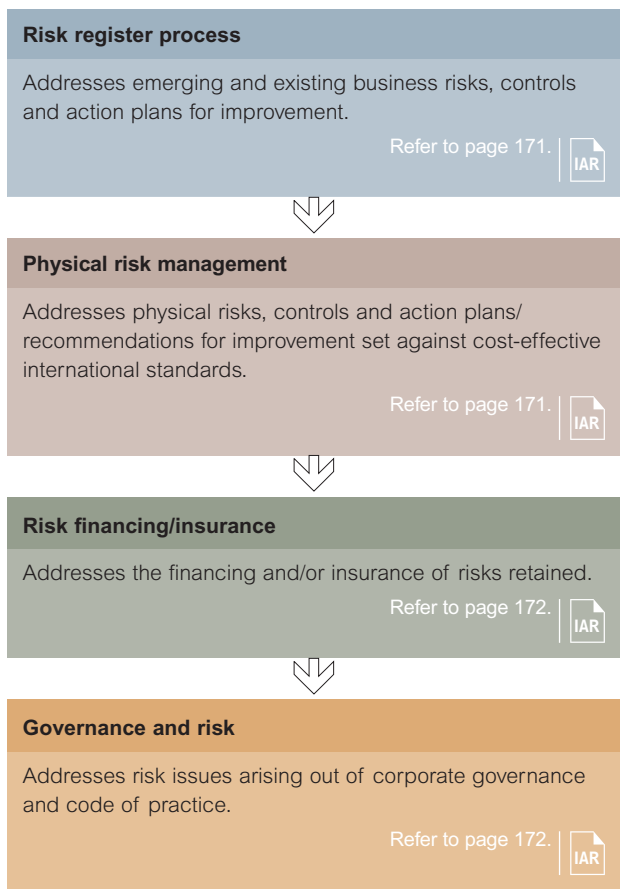 Risk register process
Addresses emerging and existing business risks, controls
and action plans for improvement.
Refer to page 171.
IAR
Physical risk management
Addresses physical risks, controls and action plans/
recommendations for improvement set against cost-effective
international standards.
Refer to page 171.
IAR
Risk financing/insurance
Addresses the financing and/or insurance of risks retained.
Refer to page 172.
IAR
Governance and risk
Addresses risk issues arising out of corporate governance
and code of practice.
Refer to page 172.
IAR